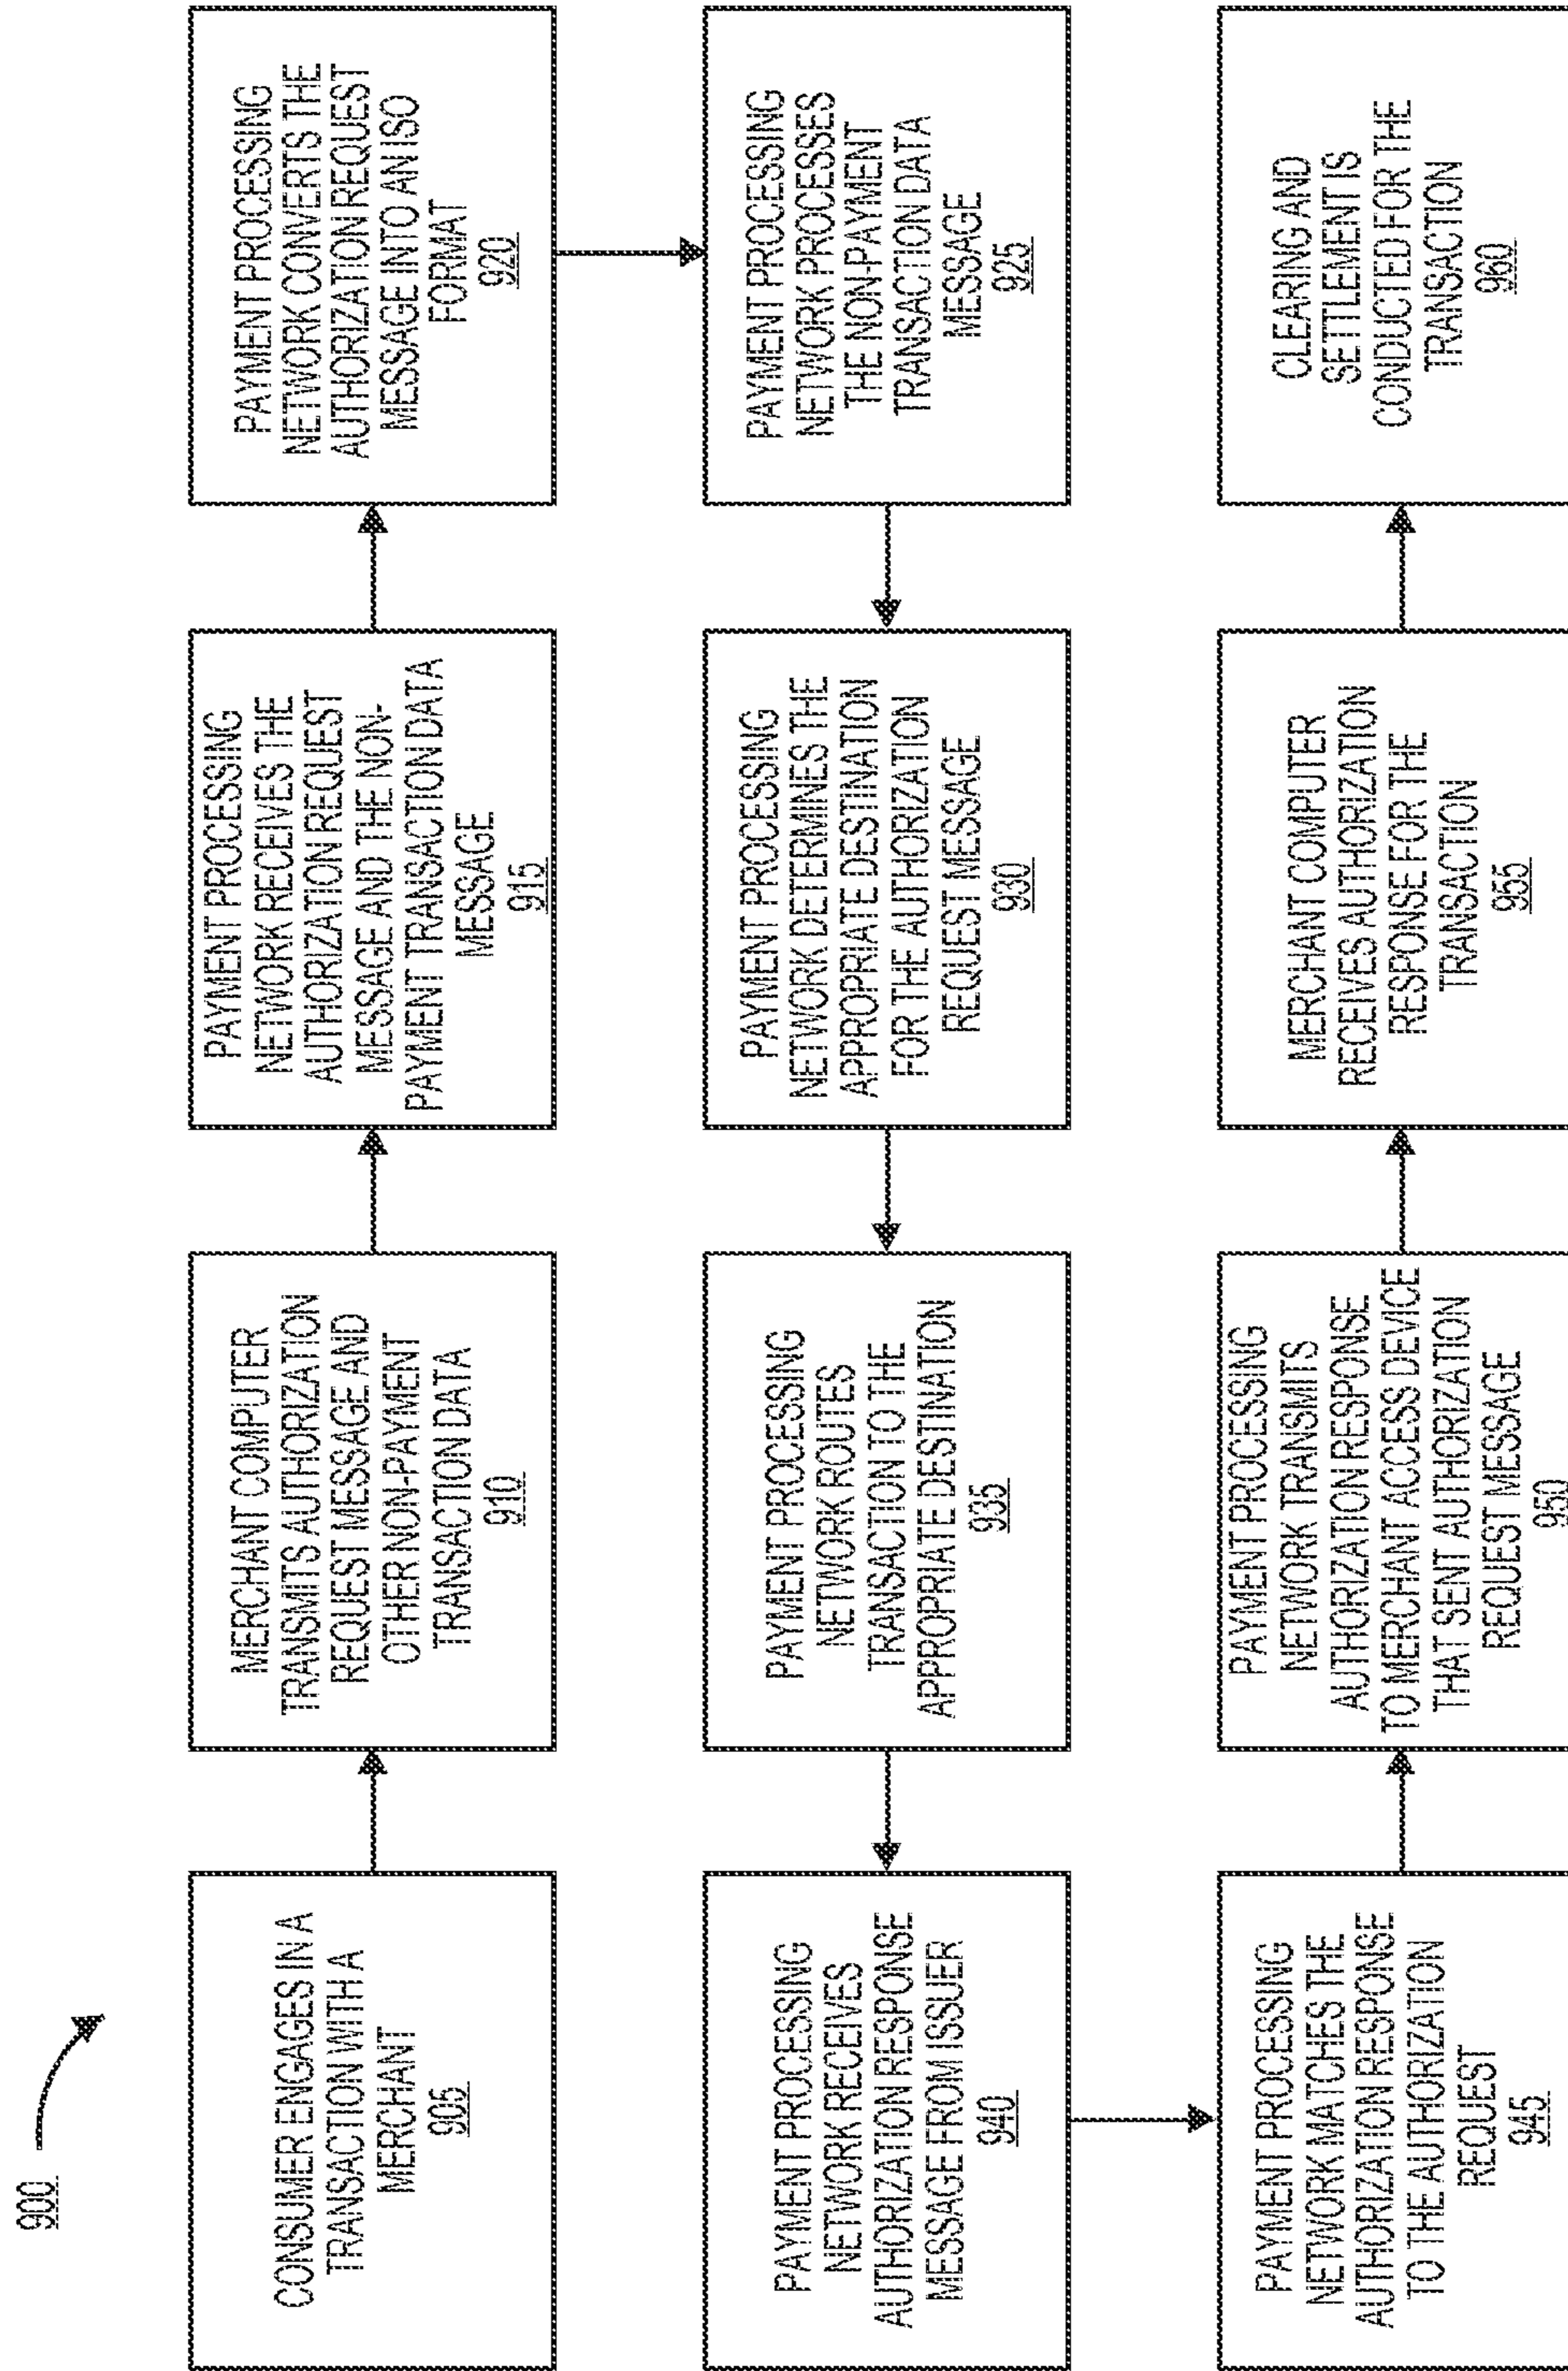 900
CONSUMER ENGAGES IN A
TRANSACTION WITH A
MERCHANT
905
MERCHANT COMPUTER
TRANSMITS AUTHORIZATION
REQUEST MESSAGE AND
OTHER NON-PAYMENT
TRANSACTION DATA
910
PAYMENT PROCESSING
NETWORK RECEIVES THE
AUTHORIZATION REQUEST
MESSAGE AND THE NON-
PAYMENT TRANSACTION DATA
MESSAGE
915
PAYMENT PROCESSING
NETWORK CONVERTS THE
AUTHORIZATION REQUEST
MESSAGE INTO AN ISO
FORMAT
920
PAYMENT PROCESSING
NETWORK PROCESSES
THE NON-PAYMENT
TRANSACTION DATA
MESSAGE
925
PAYMENT PROCESSING
NETWORK DETERMINES THE
APPROPRIATE DESTINATION
FOR THE AUTHORIZATION
REQUEST MESSAGE
930
PAYMENT PROCESSING
NETWORK ROUTES
TRANSACTION TO THE
APPROPRIATE DESTINATION
935
PAYMENT PROCESSING
NETWORK RECEIVES
AUTHORIZATION RESPONSE
MESSAGE FROM ISSUER
940
PAYMENT PROCESSING
NETWORK MATCHES THE
AUTHORIZATION RESPONSE
TO THE AUTHORIZATION
REQUEST
945
PAYMENT PROCESSING
NETWORK TRANSMITS
AUTHORIZATION RESPONSE
TO MERCHANT ACCESS DEVICE
THAT SENT AUTHORIZATION
REQUEST MESSAGE
950
MERCHANT COMPUTER
RECEIVES AUTHORIZATION
RESPONSE FOR THE
TRANSACTION
955
CLEARING AND
SETTLEMENT IS
CONDUCTED FOR THE
TRANSACTION
960